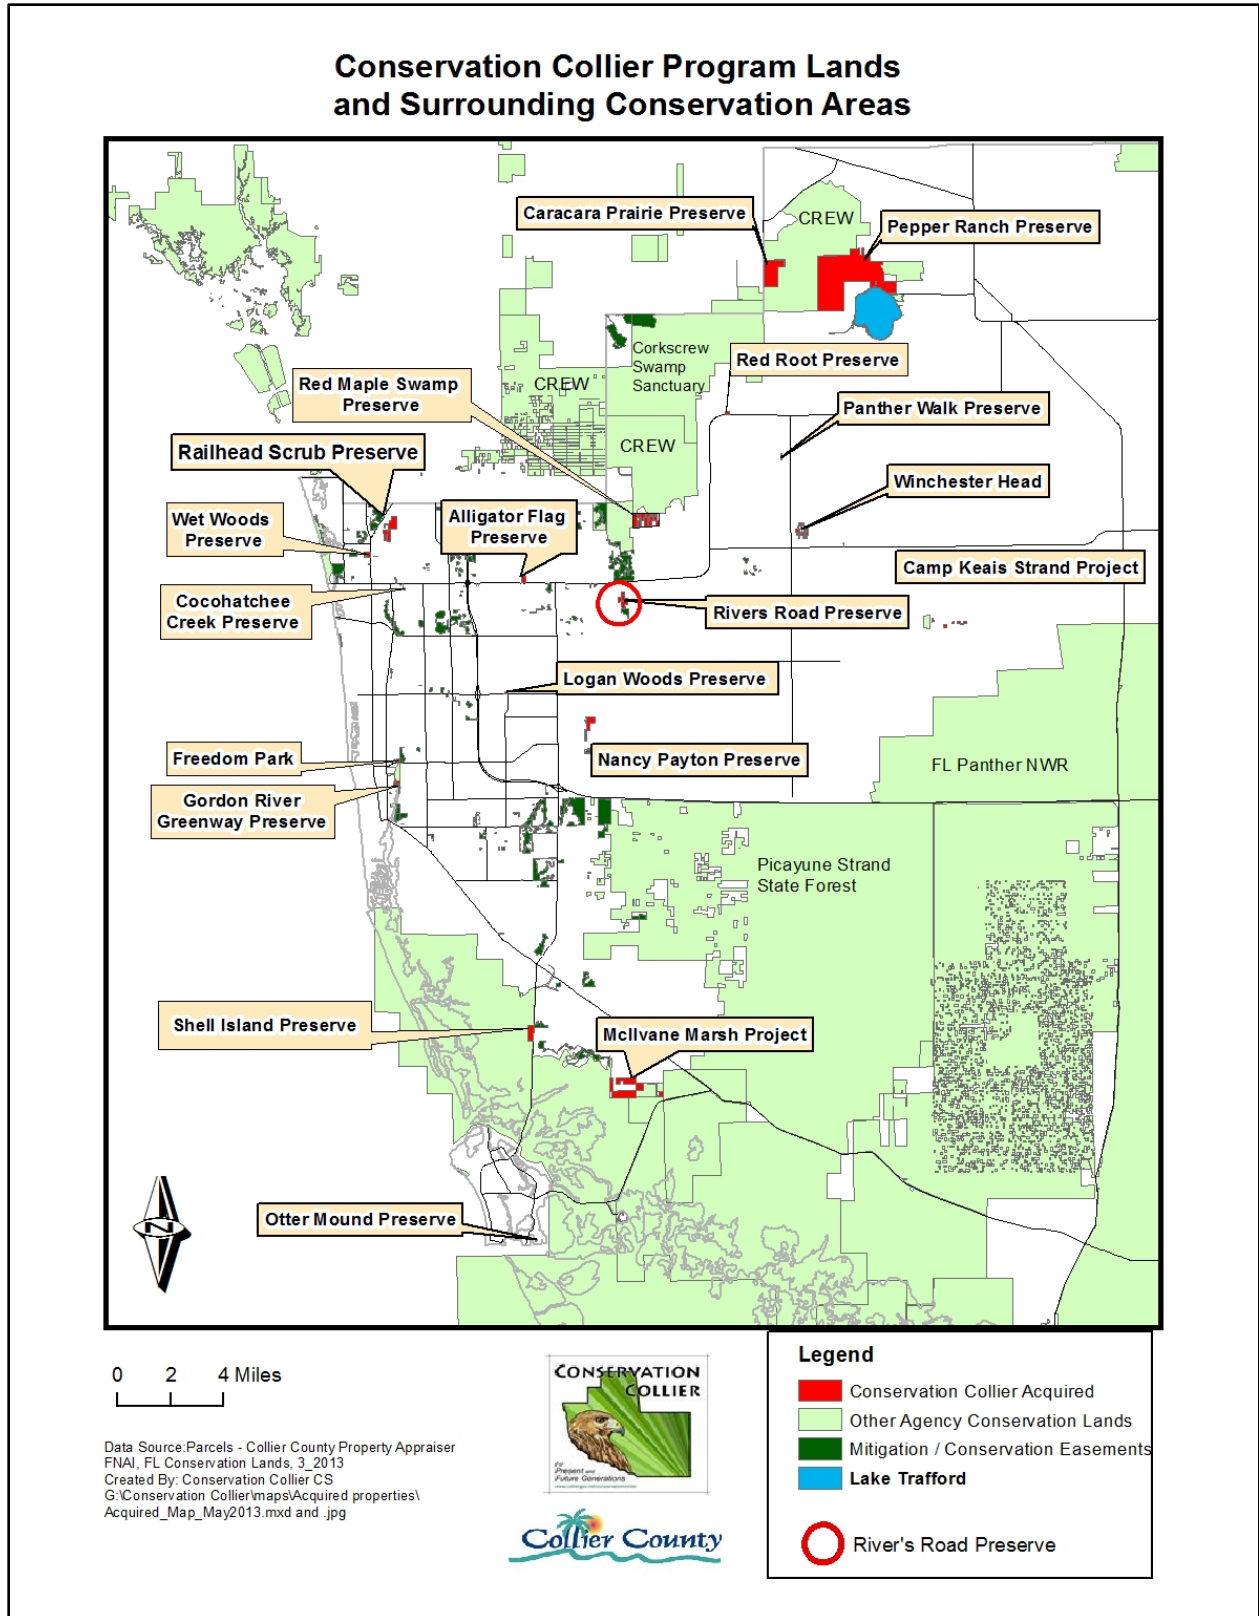 Conservation Collier Program Lands
and Surrounding Conservation Areas
Caracara Prairie Preserve
CREW
Pepper Ranch Preserve
Corkscrew
Swamp
Sanctuary
Red Root Preserve
Red Maple Swamp
Preserve
CREW
Panther Walk Preserve
Railhead Scrub Preserve
CREW
Winchester Head
Wet Woods
Preserve
Alligator Flag
Preserve
Camp Keais Strand Project
Cocohatchee
Creek Preserve
Rivers Road Preserve
Logan Woods Preserve
Freedom Park
Nancy Payton Preserve
FL Panther NWR
Gordon River
Greenway Preserve
Picayune Strand
State Forest
Shell Island Preserve
McIlvane Marsh Project
Otter Mound Preserve
N
0 2 4 Miles
Data Source:Parcels - Collier County Property Appraiser
FNAI, FL Conservation Lands, 3_2013
Created By: Conservation Collier CS
G:\Conservation Collier\maps\Acquired properties\
Acquired_Map_May2013.mxd and .jpg
CONSERVATION
COLLIER
For
Present and
Future Generations
Collier County
Legend
Conservation Collier Acquired
Other Agency Conservation Lands
Mitigation / Conservation Easements
Lake Trafford
River's Road Preserve